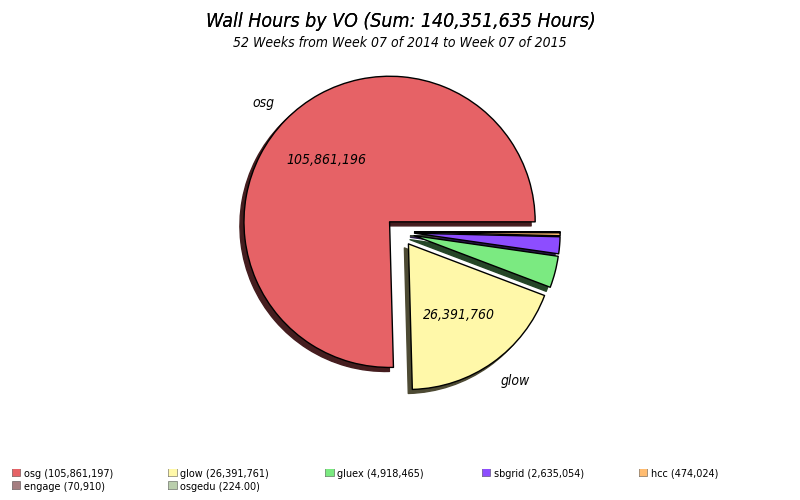 Wall Hours by VO (Sum: 140,351,635 Hours)
52 Weeks from Week 07 of 2014 to Week 07 of 2015
osg
105,861,196
26,391,760
glow
osg (105,861,197) glow (26,391,761) gluex (4,918,465) sbgrid (2,635,054) hcc (474,024)
engage (70,910) osgedu (224.00)